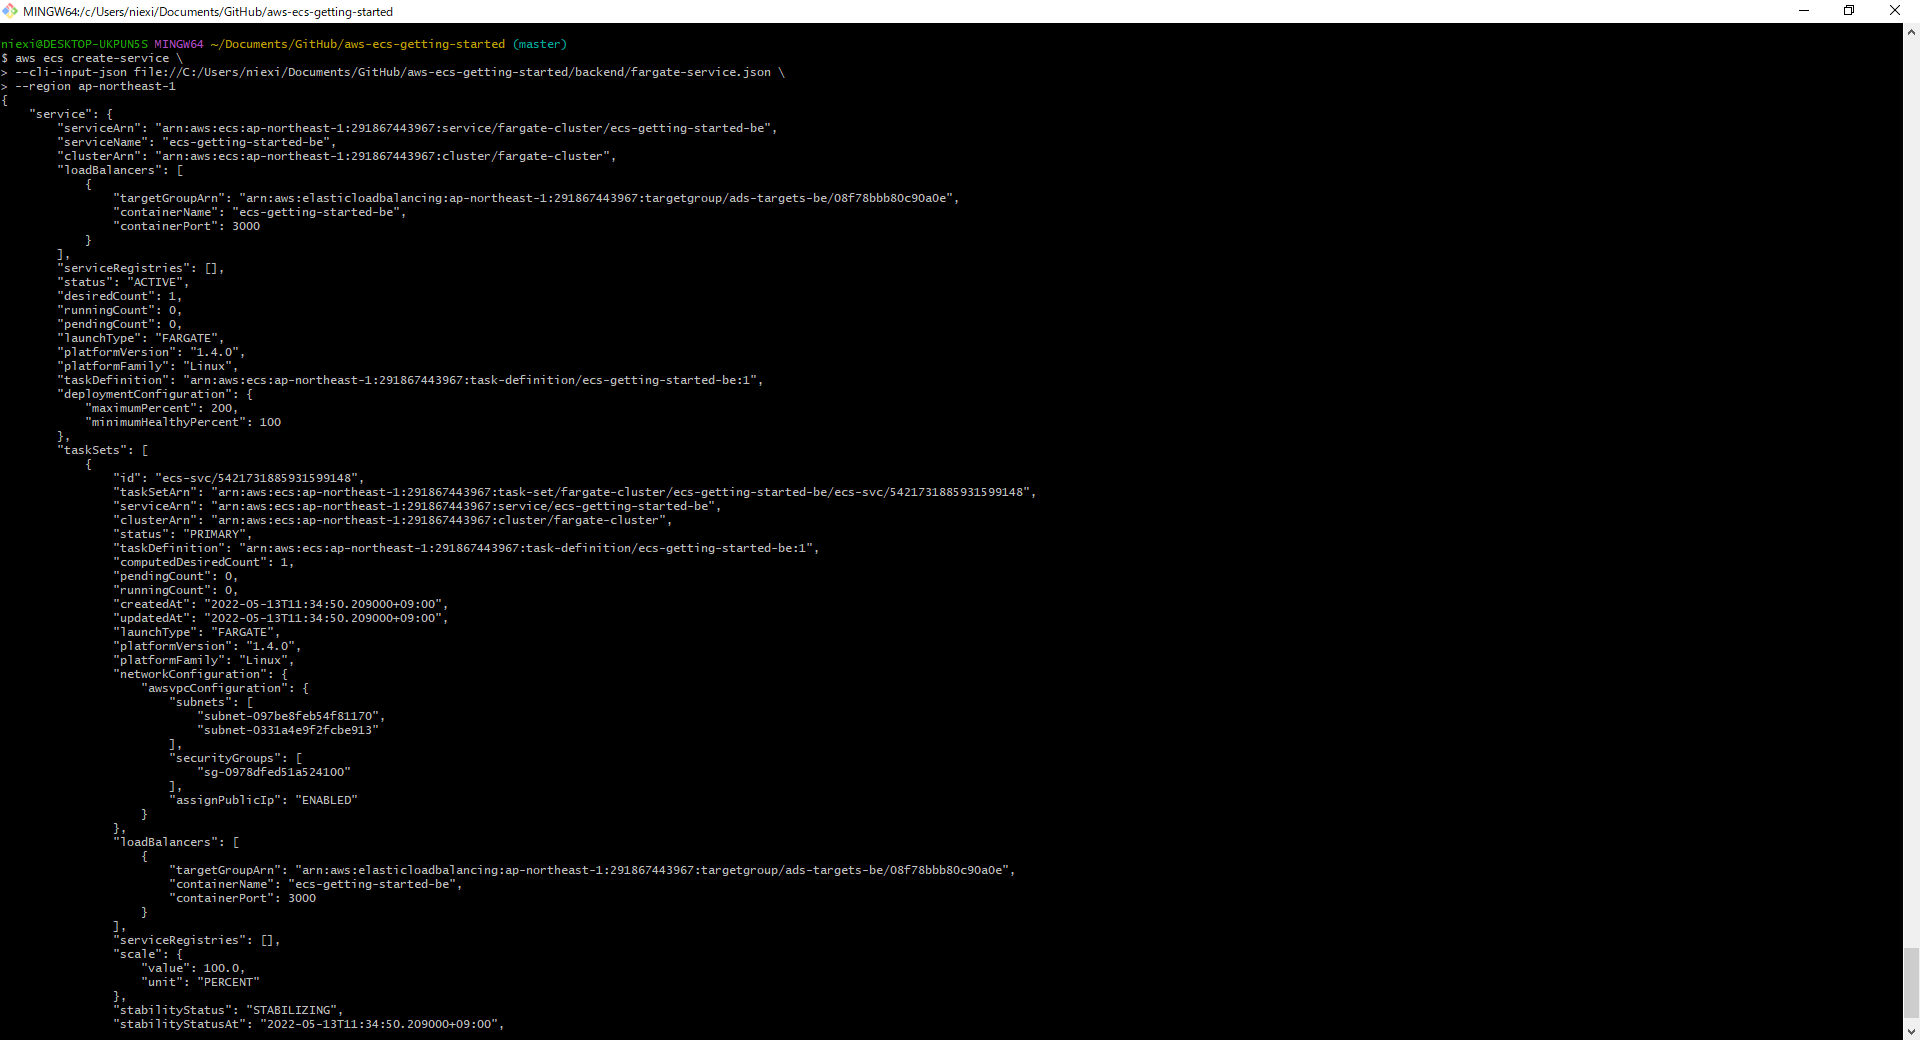 MINGW64:/c/Users/niexi/Documents/GitHub/aws-ecs-getting-started
niexi@DESKTOP-UKPUN5S MINGW64 ~/Documents/GitHub/aws-ecs-getting-started (master)
$ aws ecs create-service \
> --cli-input-json file://C:/Users/niexi/Documents/GitHub/aws-ecs-getting-started/backend/fargate-service.json \
> --region ap-northeast-1
{
    "service": {
        "serviceArn": "arn:aws:ecs:ap-northeast-1:291867443967:service/fargate-cluster/ecs-getting-started-be",
        "serviceName": "ecs-getting-started-be",
        "clusterArn": "arn:aws:ecs:ap-northeast-1:291867443967:cluster/fargate-cluster",
        "loadBalancers": [
            {
                "targetGroupArn": "arn:aws:elasticloadbalancing:ap-northeast-1:291867443967:targetgroup/ads-targets-be/08f78bbb80c90a0e",
                "containerName": "ecs-getting-started-be",
                "containerPort": 3000
            }
        ],
        "serviceRegistries": [],
        "status": "ACTIVE",
        "desiredCount": 1,
        "runningCount": 0,
        "pendingCount": 0,
        "launchType": "FARGATE",
        "platformVersion": "1.4.0",
        "platformFamily": "Linux",
        "taskDefinition": "arn:aws:ecs:ap-northeast-1:291867443967:task-definition/ecs-getting-started-be:1",
        "deploymentConfiguration": {
            "maximumPercent": 200,
            "minimumHealthyPercent": 100
        },
        "taskSets": [
            {
                "id": "ecs-svc/5421731885931599148",
                "taskSetArn": "arn:aws:ecs:ap-northeast-1:291867443967:task-set/fargate-cluster/ecs-getting-started-be/ecs-svc/5421731885931599148",
                "serviceArn": "arn:aws:ecs:ap-northeast-1:291867443967:service/ecs-getting-started-be",
                "clusterArn": "arn:aws:ecs:ap-northeast-1:291867443967:cluster/fargate-cluster",
                "status": "PRIMARY",
                "taskDefinition": "arn:aws:ecs:ap-northeast-1:291867443967:task-definition/ecs-getting-started-be:1",
                "computedDesiredCount": 1,
                "pendingCount": 0,
                "runningCount": 0,
                "createdAt": "2022-05-13T11:34:50.209000+09:00",
                "updatedAt": "2022-05-13T11:34:50.209000+09:00",
                "launchType": "FARGATE",
                "platformVersion": "1.4.0",
                "platformFamily": "Linux",
                "networkConfiguration": {
                    "awsvpcConfiguration": {
                        "subnets": [
                            "subnet-097be8feb54f81170",
                            "subnet-0331a4e9f2fcbe913"
                        ],
                        "securityGroups": [
                            "sg-0978dfed51a524100"
                        ],
                        "assignPublicIp": "ENABLED"
                    }
                },
                "loadBalancers": [
                    {
                        "targetGroupArn": "arn:aws:elasticloadbalancing:ap-northeast-1:291867443967:targetgroup/ads-targets-be/08f78bbb80c90a0e",
                        "containerName": "ecs-getting-started-be",
                        "containerPort": 3000
                    }
                ],
                "serviceRegistries": [],
                "scale": {
                    "value": 100.0,
                    "unit": "PERCENT"
                },
                "stabilityStatus": "STABILIZING",
                "stabilityStatusAt": "2022-05-13T11:34:50.209000+09:00",